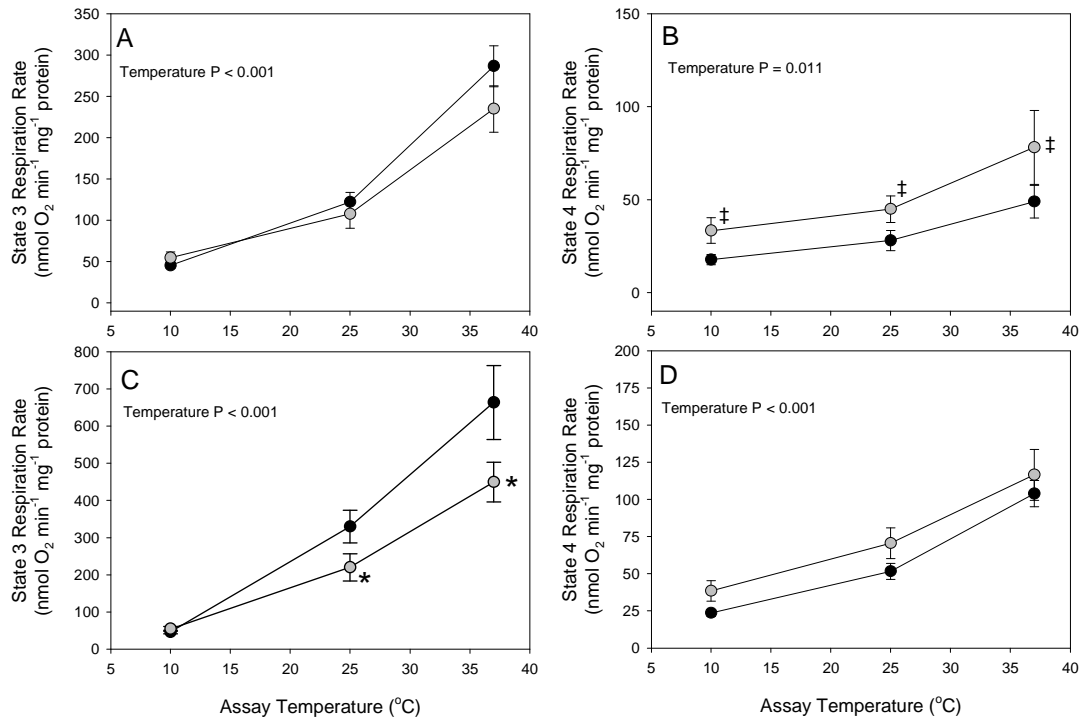 A
Temperature P < 0.001
State 3 Respiration Rate
(nmol O₂ min⁻¹ mg⁻¹ protein)
350
300
250
200
150
100
50
0
5 10 15 20 25 30 35 40
B
Temperature P = 0.011
State 4 Respiration Rate
(nmol O₂ min⁻¹ mg⁻¹ protein)
150
100
50
0
‡
‡
‡
5 10 15 20 25 30 35 40
C
Temperature P < 0.001
State 3 Respiration Rate
(nmol O₂ min⁻¹ mg⁻¹ protein)
800
700
600
500
400
300
200
100
0
*
*
5 10 15 20 25 30 35 40
Assay Temperature (°C)
D
Temperature P < 0.001
State 4 Respiration Rate
(nmol O₂ min⁻¹ mg⁻¹ protein)
200
175
150
125
100
75
50
25
0
5 10 15 20 25 30 35 40
Assay Temperature (°C)